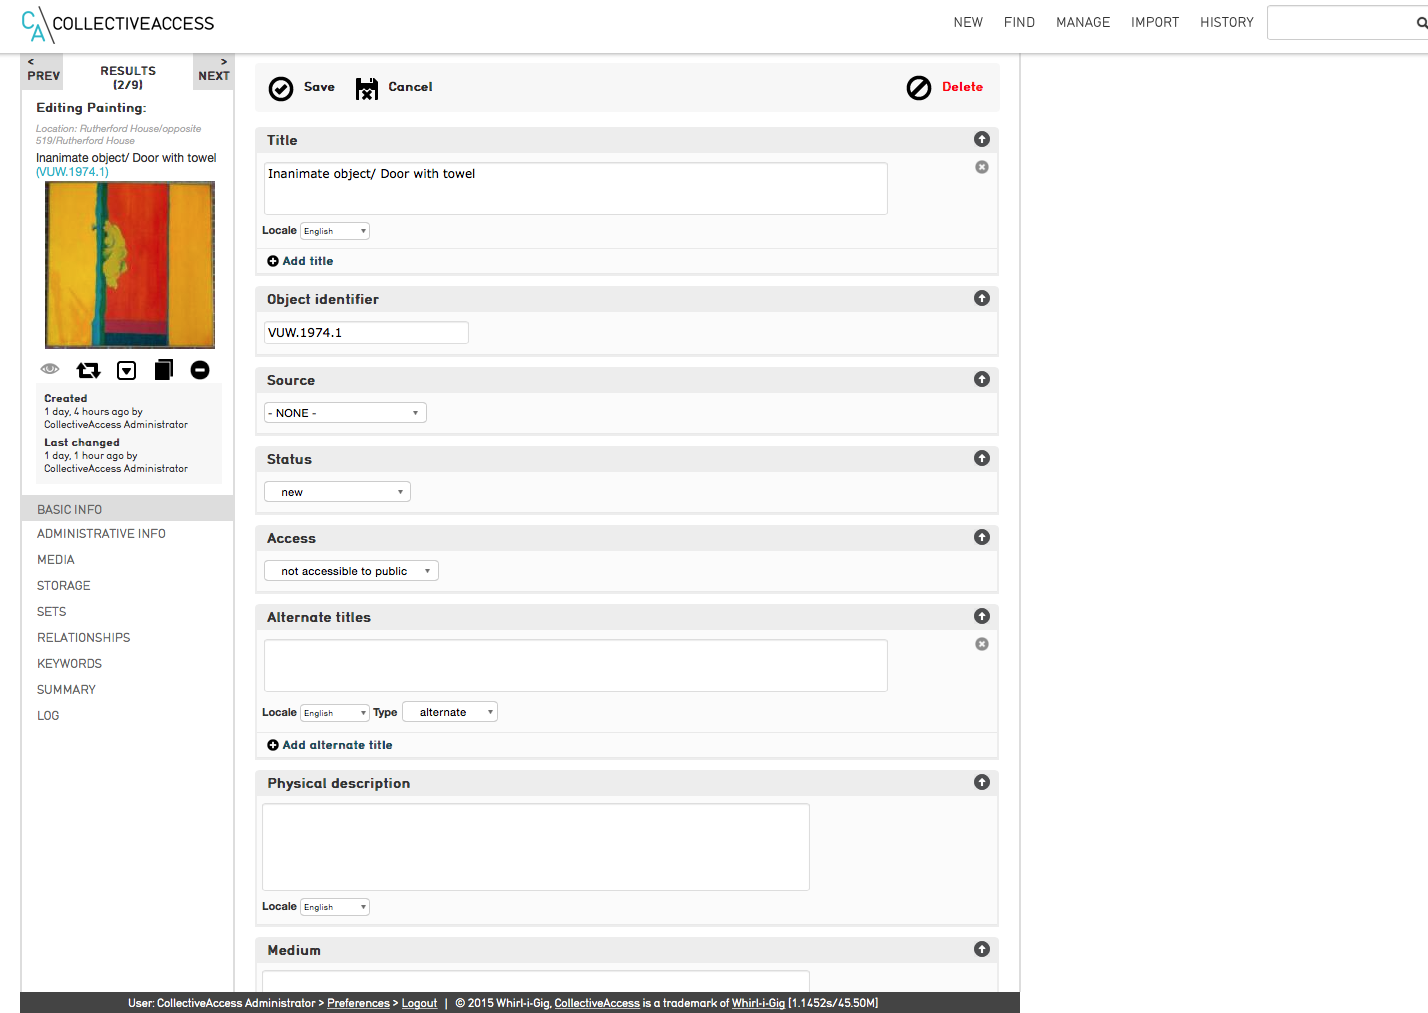 CA COLLECTIVEACCESS
NEW FIND MANAGE IMPORT HISTORY
< PREV
RESULTS
(2/9)
> NEXT
Editing Painting:
Location: Rutherford House/opposite
519/Rutherford House
Inanimate object/ Door with towel
(VUW.1974.1)
Created
1 day, 4 hours ago by
CollectiveAccess Administrator
Last changed
1 day, 1 hour ago by
CollectiveAccess Administrator
BASIC INFO
ADMINISTRATIVE INFO
MEDIA
STORAGE
SETS
RELATIONSHIPS
KEYWORDS
SUMMARY
LOG
Save Cancel Delete
Title
Inanimate object/ Door with towel
Locale English
Add title
Object identifier
VUW.1974.1
Source
- NONE -
Status
new
Access
not accessible to public
Alternate titles
Locale English Type alternate
Add alternate title
Physical description
Locale English
Medium
User: CollectiveAccess Administrator > Preferences > Logout | © 2015 Whirl-i-Gig, CollectiveAccess is a trademark of Whirl-i-Gig [1.1452s/45.50M]